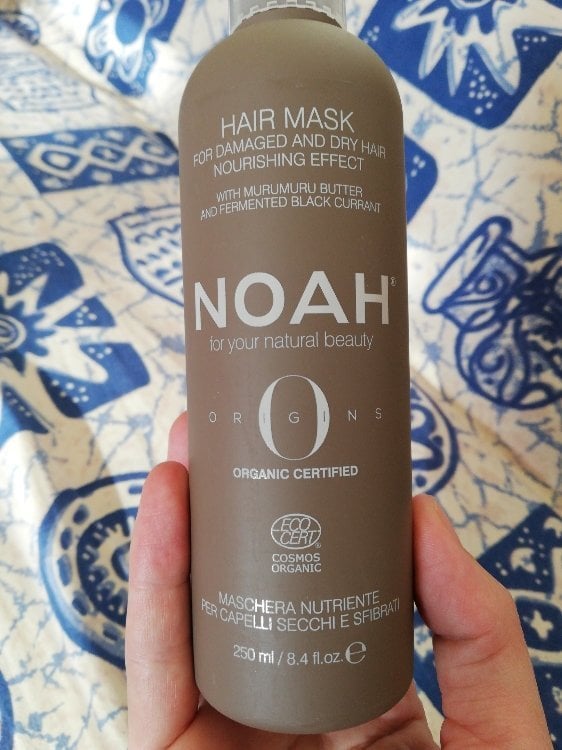 HAIR MASK
FOR DAMAGED AND DRY HAIR
NOURISHING EFFECT
WITH MURUMURU BUTTER
AND FERMENTED BLACK CURRANT
NOAH®
for your natural beauty
ORIGINS
ORGANIC CERTIFIED
ECO
CERT®
COSMOS
ORGANIC
MASCHERA NUTRIENTE
PER CAPELLI SECCHI E SFIBRATI
250 ml / 8.4 fl.oz. ℮